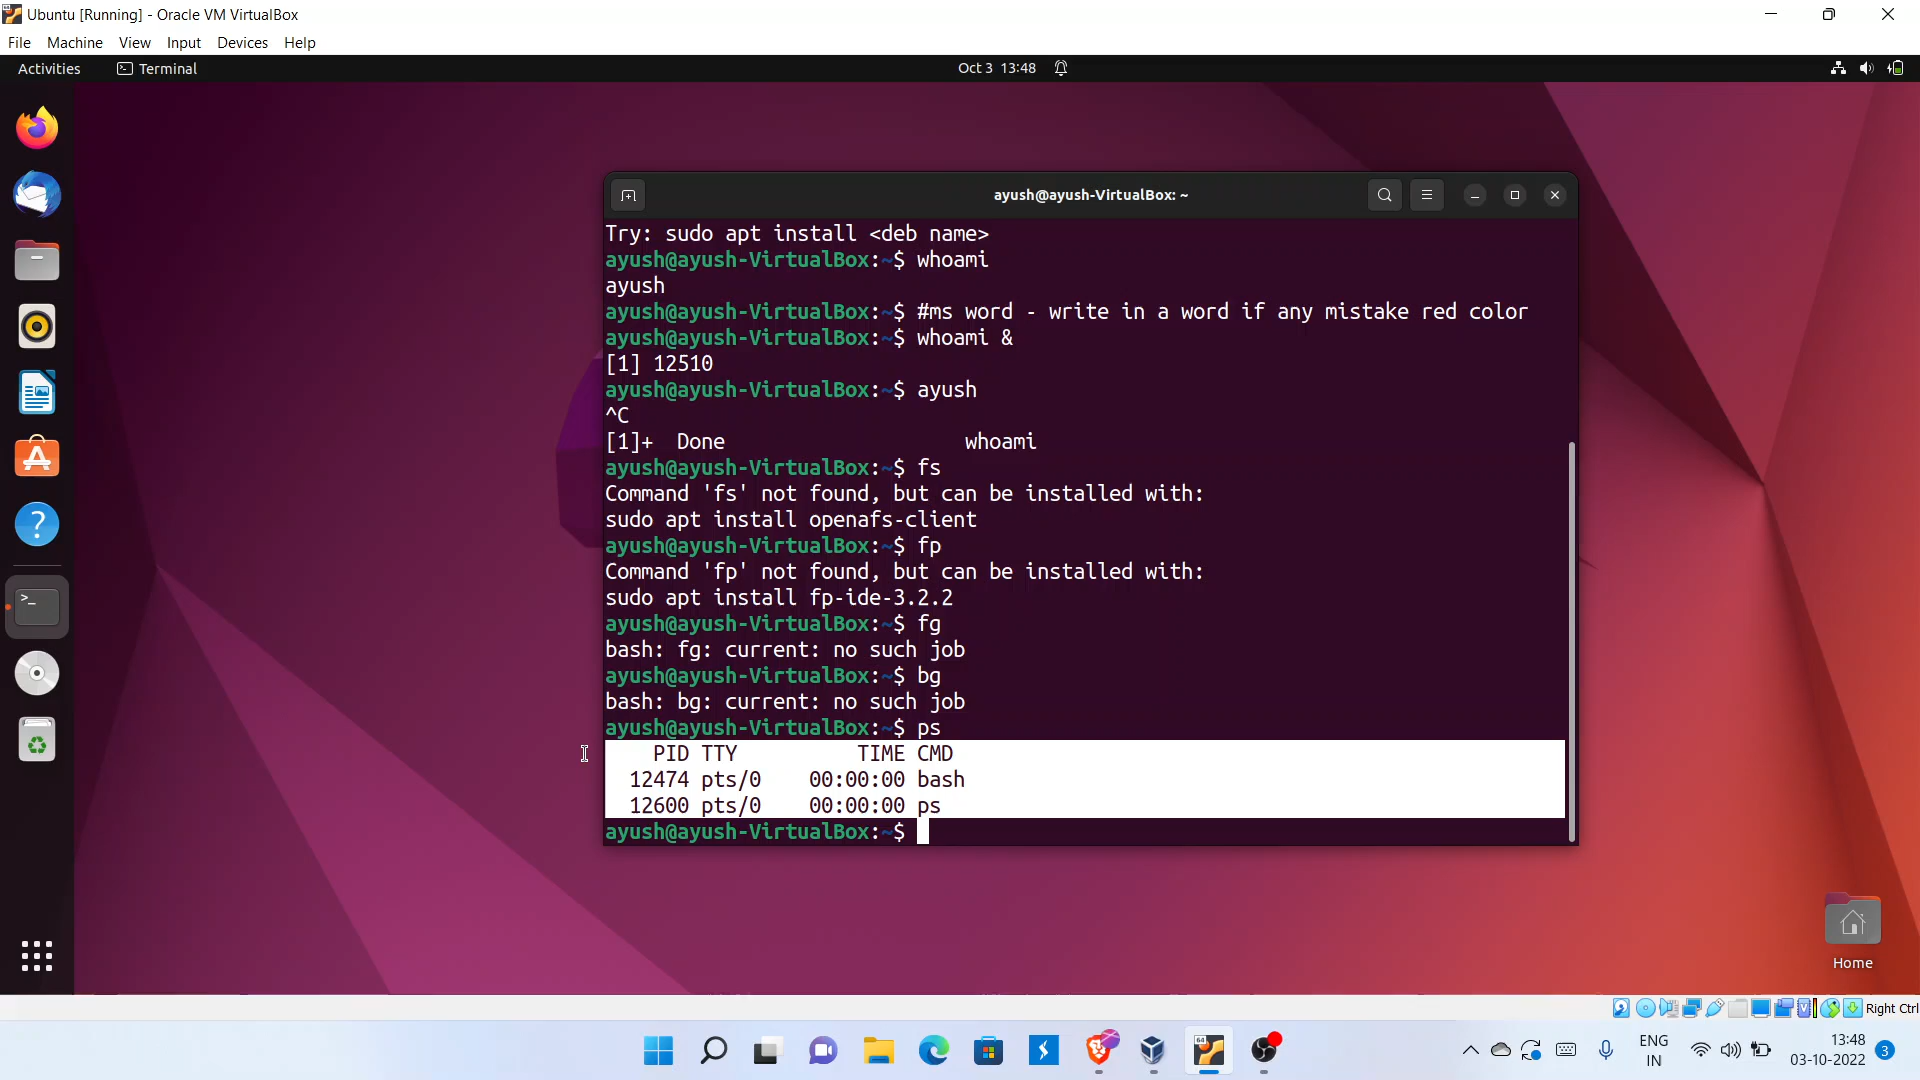 Ubuntu [Running] - Oracle VM VirtualBox
File Machine View Input Devices Help
Activities Terminal Oct 3 13:48
ayush@ayush-VirtualBox: ~
Try: sudo apt install <deb name>
ayush@ayush-VirtualBox:~$ whoami
ayush
ayush@ayush-VirtualBox:~$ #ms word - write in a word if any mistake red color
ayush@ayush-VirtualBox:~$ whoami &
[1] 12510
ayush@ayush-VirtualBox:~$ ayush
^C
[1]+  Done                    whoami
ayush@ayush-VirtualBox:~$ fs
Command 'fs' not found, but can be installed with:
sudo apt install openafs-client
ayush@ayush-VirtualBox:~$ fp
Command 'fp' not found, but can be installed with:
sudo apt install fp-ide-3.2.2
ayush@ayush-VirtualBox:~$ fg
bash: fg: current: no such job
ayush@ayush-VirtualBox:~$ bg
bash: bg: current: no such job
ayush@ayush-VirtualBox:~$ ps
    PID TTY          TIME CMD
  12474 pts/0    00:00:00 bash
  12600 pts/0    00:00:00 ps
ayush@ayush-VirtualBox:~$
Home
Right Ctrl
ENG
IN
13:48
03-10-2022
3